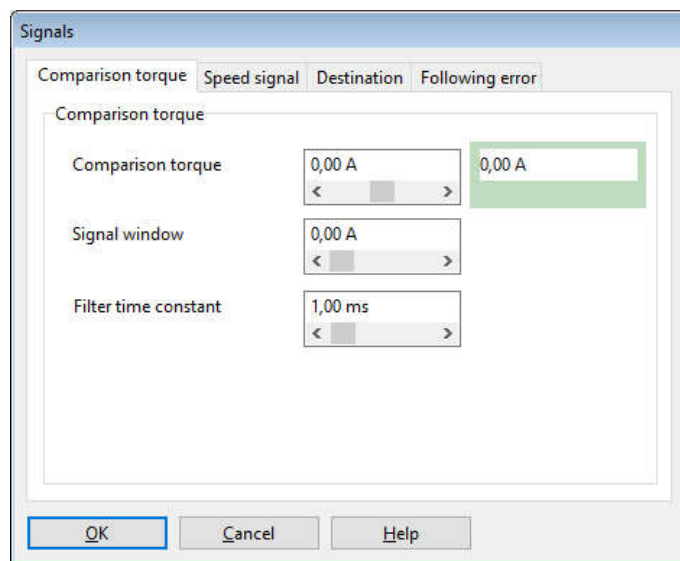 Signals
Comparison torque Speed signal Destination Following error
Comparison torque
Comparison torque 0,00 A 0,00 A
Signal window 0,00 A
Filter time constant 1,00 ms
OK Cancel Help